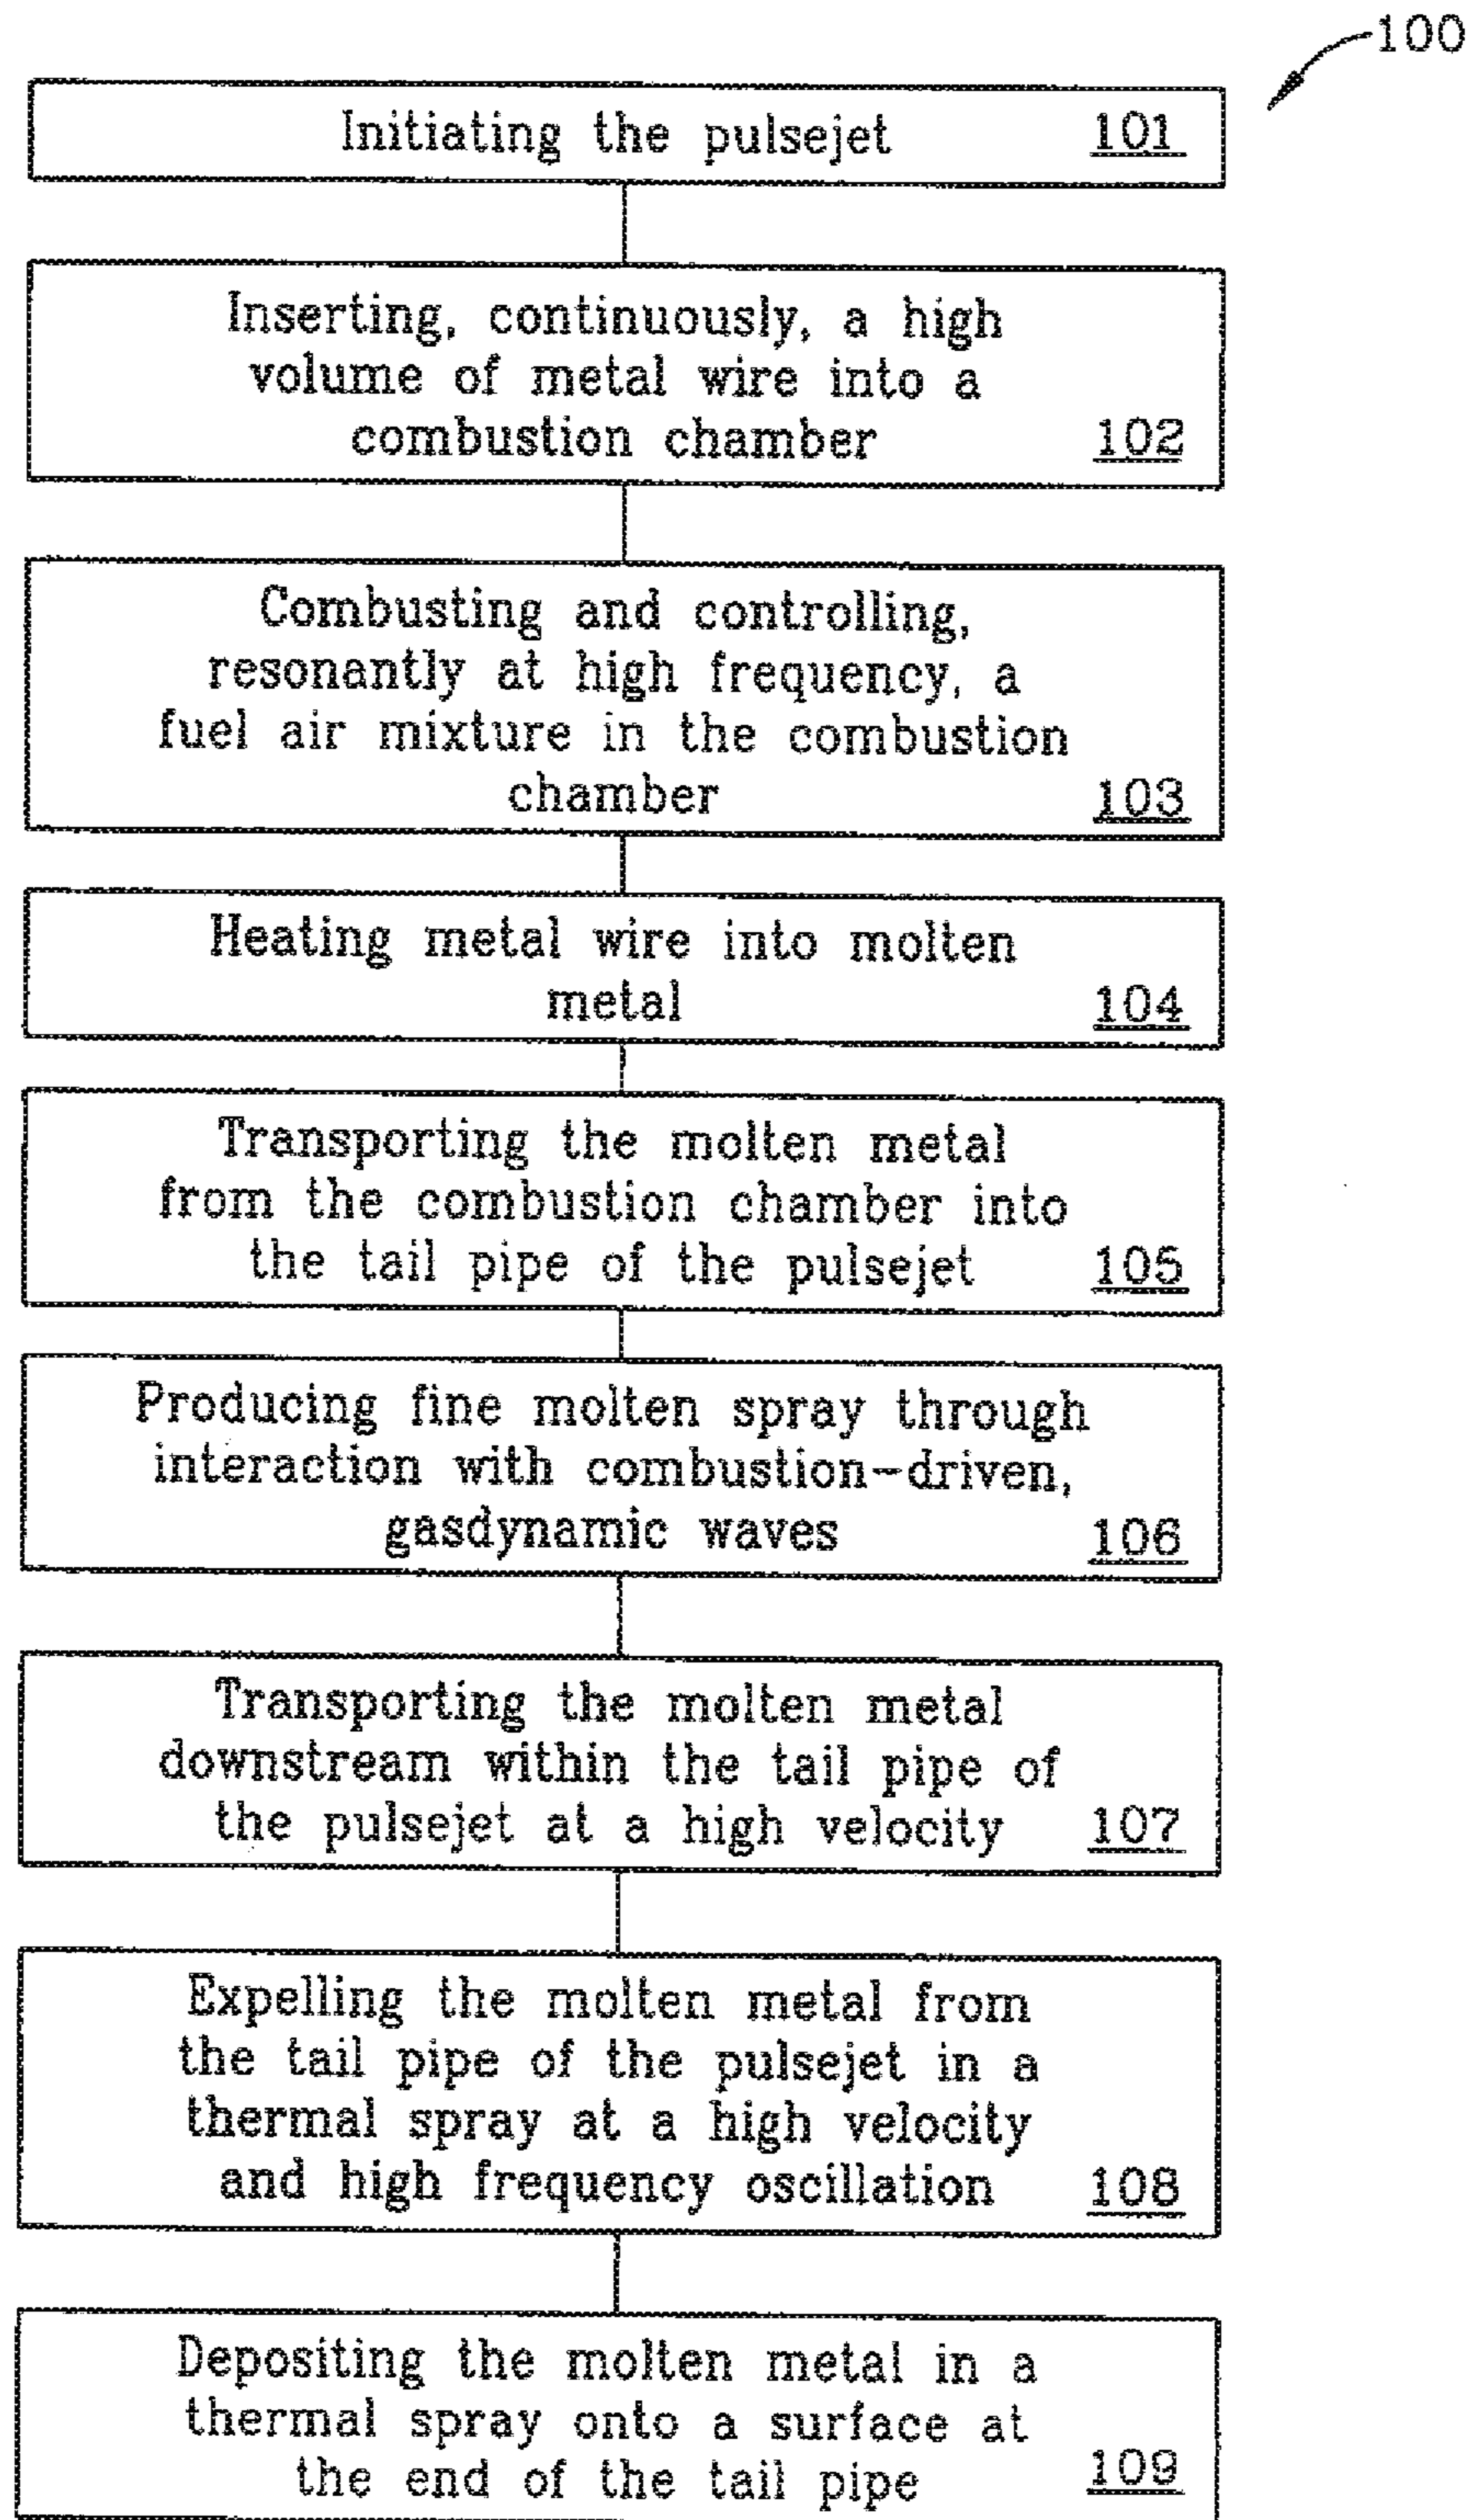 100
Initiating the pulsejet 101
Inserting, continuously, a high
volume of metal wire into a
combustion chamber 102
Combusting and controlling,
resonantly at high frequency, a
fuel air mixture in the combustion
chamber 103
Heating metal wire into molten
metal 104
Transporting the molten metal
from the combustion chamber into
the tail pipe of the pulsejet 105
Producing fine molten spray through
interaction with combustion-driven,
gasdynamic waves 106
Transporting the molten metal
downstream within the tail pipe of
the pulsejet at a high velocity 107
Expelling the molten metal from
the tail pipe of the pulsejet in a
thermal spray at a high velocity
and high frequency oscillation 108
Depositing the molten metal in a
thermal spray onto a surface at
the end of the tail pipe 109